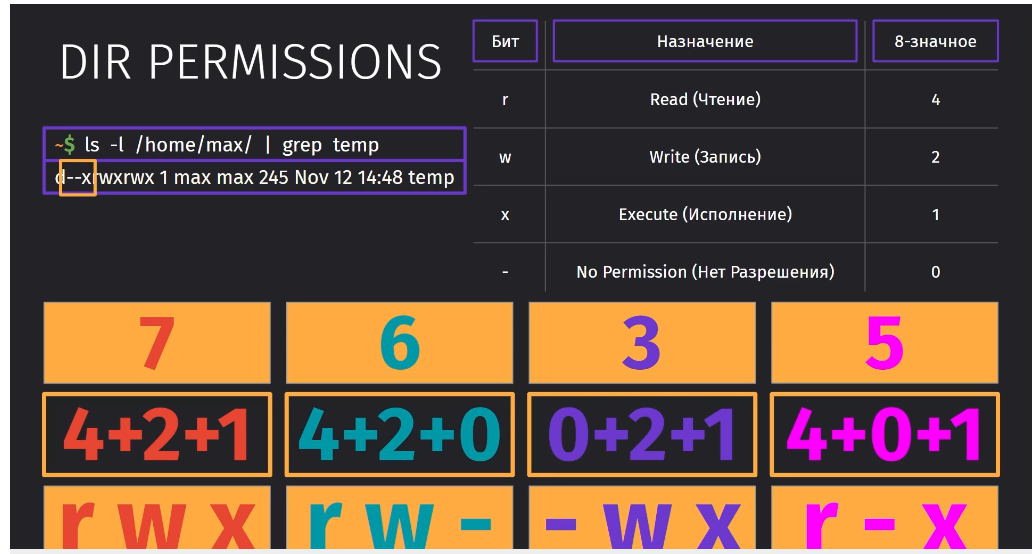 DIR PERMISSIONS
~$ ls -l /home/max/ | grep temp
d--xrwxrwx 1 max max 245 Nov 12 14:48 temp
Бит Назначение 8-значное
r Read (Чтение) 4
w Write (Запись) 2
x Execute (Исполнение) 1
- No Permission (Нет Разрешения) 0
7 6 3 5
4+2+1 4+2+0 0+2+1 4+0+1
r w x r w - - w x r - x